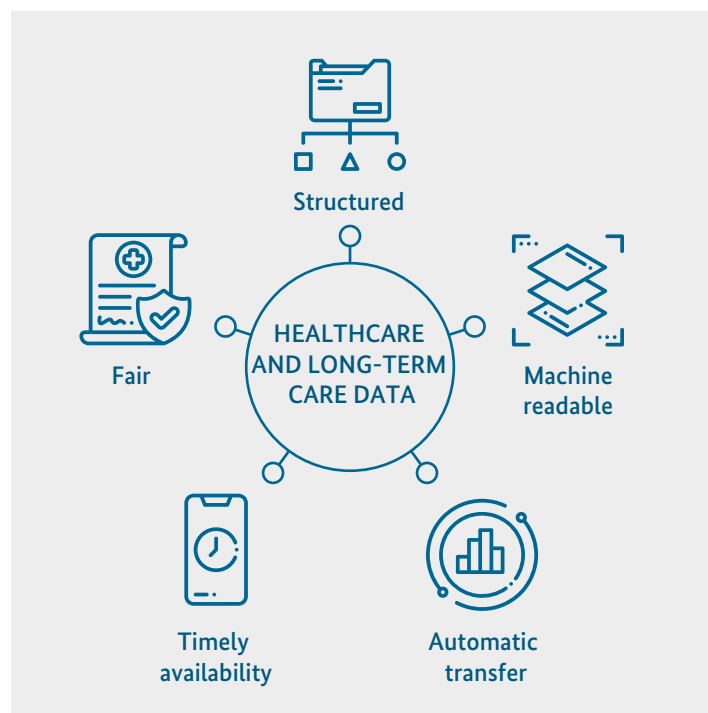 Structured
HEALTHCARE
AND LONG-TERM
CARE DATA
Fair
Machine
readable
Timely
availability
Automatic
transfer